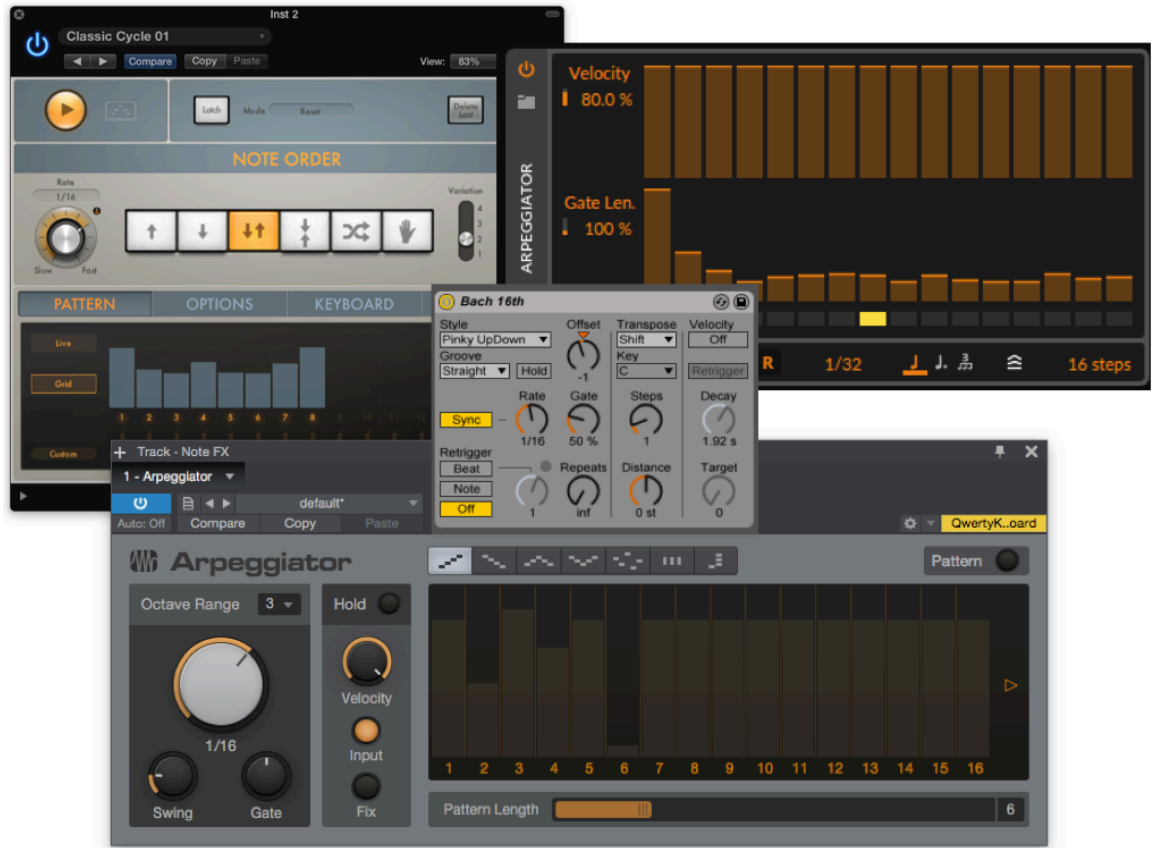 Inst 2
Classic Cycle 01
Compare Copy Paste View: 83%
Latch Mode Reset Delete Last
NOTE ORDER
Rate
1/16
Slow Fast
Variation
4
3
2
1
PATTERN OPTIONS KEYBOARD
Live
Grid
Custom
1 2 3 4 5 6 7 8 9 10 11 12
ARPEGGIATOR
Velocity
80.0 %
Gate Len.
100 %
R 1/32 3 16 steps
Bach 16th
Style Offset Transpose Velocity
Pinky UpDown Shift Off
Groove Key
Straight Hold -1 C Retrigger
Rate Gate Steps Decay
Sync
1/16 50 % 1 1.92 s
Retrigger
Beat Repeats Distance Target
Note
Off 1 inf 0 st 0
Track - Note FX
1 - Arpeggiator
default*
Auto: Off Compare Copy Paste QwertyK..oard
Arpeggiator Pattern
Octave Range 3 Hold
Velocity
1/16 Input
Swing Gate Fix
1 2 3 4 5 6 7 8 9 10 11 12 13 14 15 16
Pattern Length 6